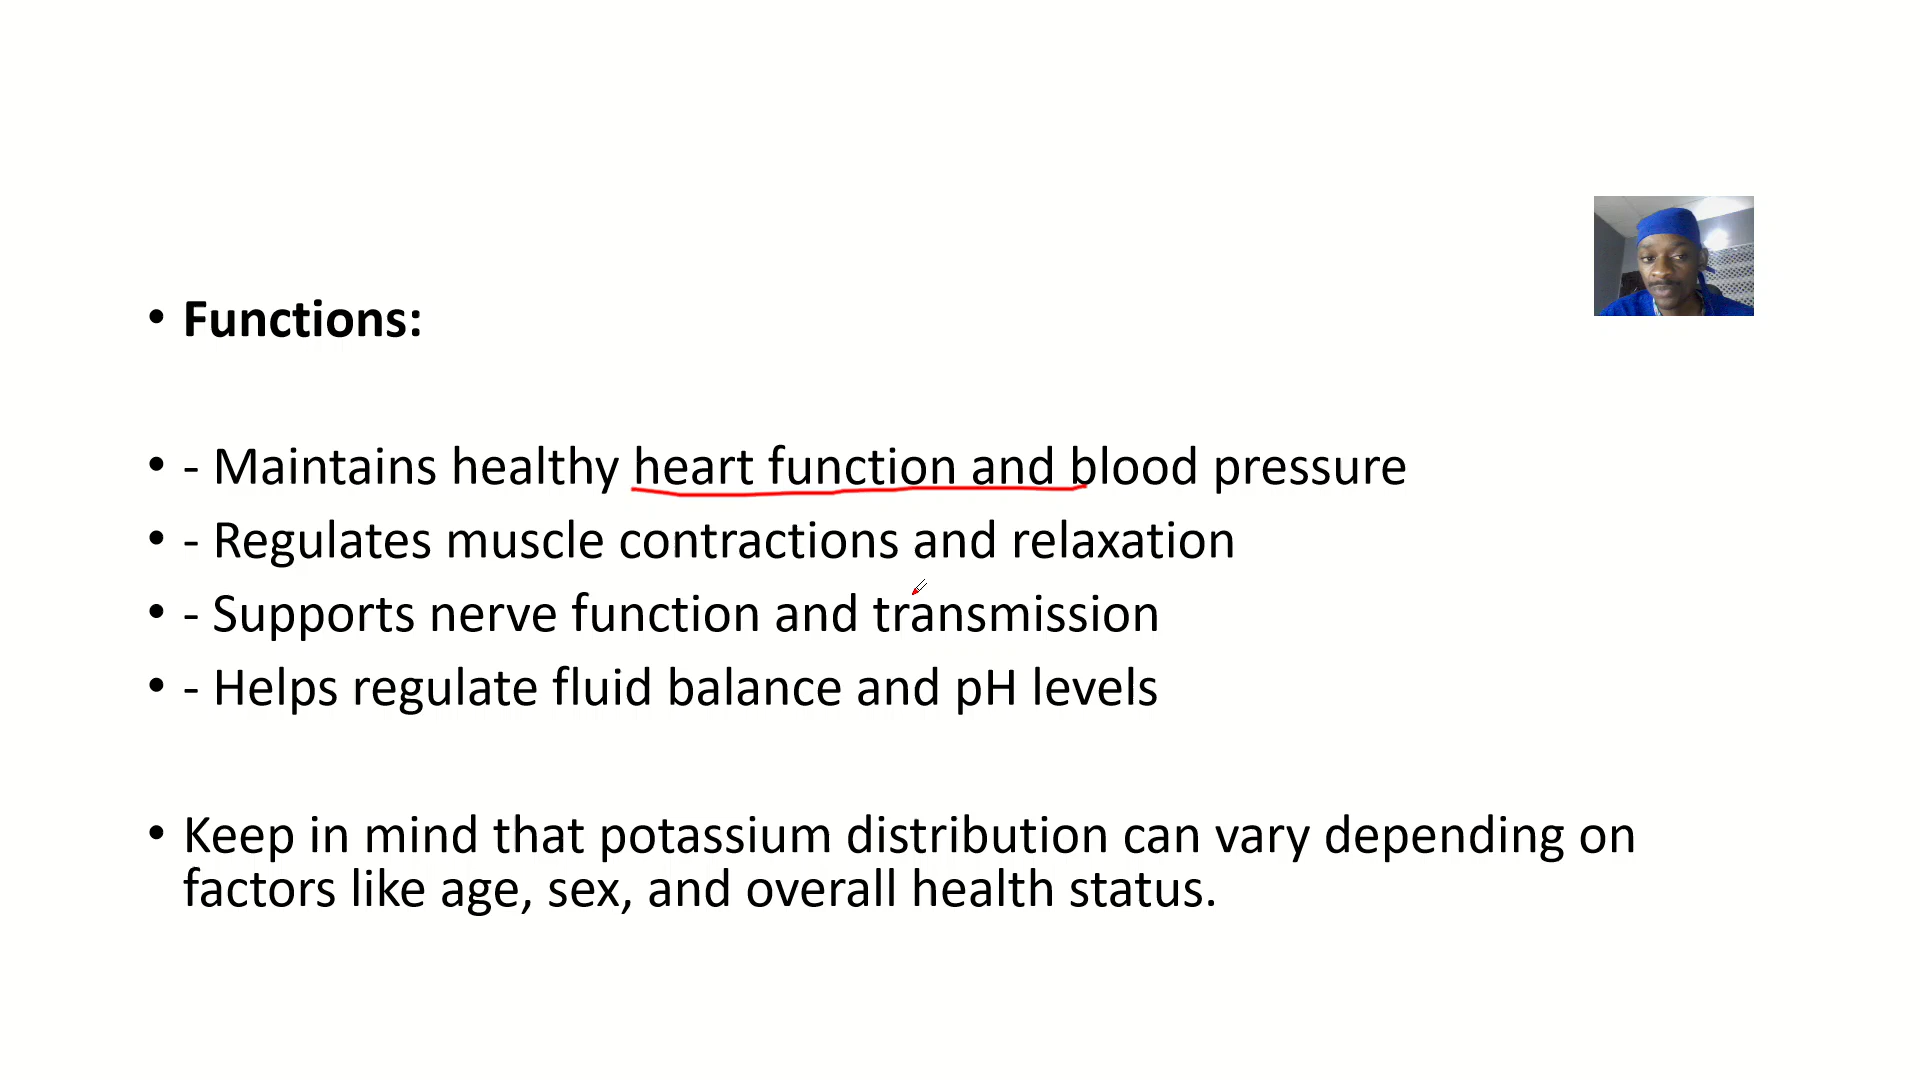 • Functions:
• - Maintains healthy heart function and blood pressure
• - Regulates muscle contractions and relaxation
• - Supports nerve function and transmission
• - Helps regulate fluid balance and pH levels
• Keep in mind that potassium distribution can vary depending on
factors like age, sex, and overall health status.